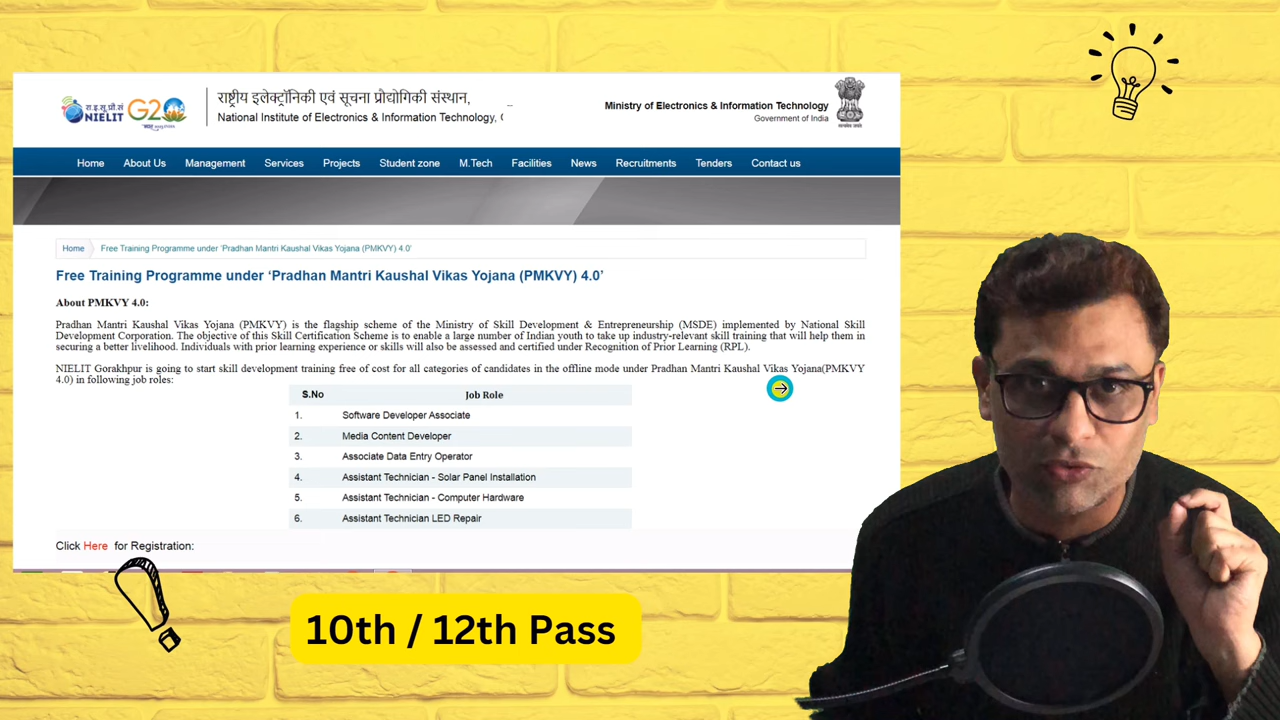 रा.इ.सू.प्रौ.सं
NIELIT
G20
राष्ट्रीय इलेक्ट्रॉनिकी एवं सूचना प्रौद्योगिकी संस्थान,
National Institute of Electronics & Information Technology,
Ministry of Electronics & Information Technology
Government of India
Home About Us Management Services Projects Student zone M.Tech Facilities News Recruitments Tenders Contact us
Home Free Training Programme under 'Pradhan Mantri Kaushal Vikas Yojana (PMKVY) 4.0'
Free Training Programme under ‘Pradhan Mantri Kaushal Vikas Yojana (PMKVY) 4.0’
About PMKVY 4.0:
Pradhan Mantri Kaushal Vikas Yojana (PMKVY) is the flagship scheme of the Ministry of Skill Development & Entrepreneurship (MSDE) implemented by National Skill
Development Corporation. The objective of this Skill Certification Scheme is to enable a large number of Indian youth to take up industry-relevant skill training that will help them in
securing a better livelihood. Individuals with prior learning experience or skills will also be assessed and certified under Recognition of Prior Learning (RPL).
NIELIT Gorakhpur is going to start skill development training free of cost for all categories of candidates in the offline mode under Pradhan Mantri Kaushal Vikas Yojana(PMKVY
4.0) in following job roles:
S.No Job Role
1. Software Developer Associate
2. Media Content Developer
3. Associate Data Entry Operator
4. Assistant Technician - Solar Panel Installation
5. Assistant Technician - Computer Hardware
6. Assistant Technician LED Repair
Click Here for Registration:
10th / 12th Pass